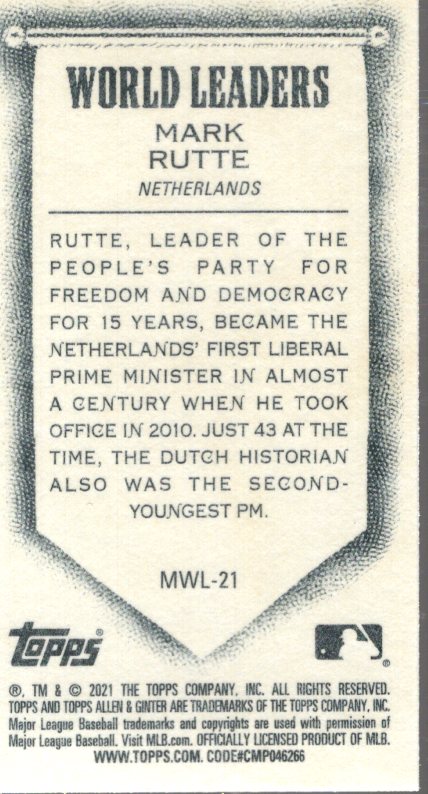 WORLD LEADERS
MARK
RUTTE
NETHERLANDS
RUTTE, LEADER OF THE
PEOPLE'S PARTY FOR
FREEDOM AND DEMOCRACY
FOR 15 YEARS, BECAME THE
NETHERLANDS' FIRST LIBERAL
PRIME MINISTER IN ALMOST
A CENTURY WHEN HE TOOK
OFFICE IN 2010. JUST 43 AT THE
TIME, THE DUTCH HISTORIAN
ALSO WAS THE SECOND-
YOUNGEST PM.
MWL-21
topps®
®
®, TM & © 2021 THE TOPPS COMPANY, INC. ALL RIGHTS RESERVED.
TOPPS AND TOPPS ALLEN & GINTER ARE TRADEMARKS OF THE TOPPS COMPANY, INC.
Major League Baseball trademarks and copyrights are used with permission of
Major League Baseball. Visit MLB.com. OFFICIALLY LICENSED PRODUCT OF MLB.
WWW.TOPPS.COM. CODE#CMP046266